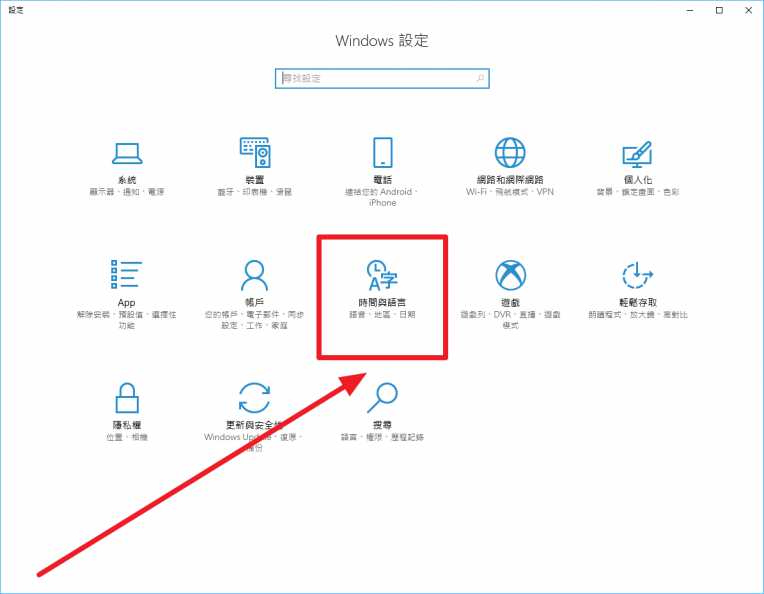 設定
Windows 設定
尋找設定
系統
顯示器、通知、電源
裝置
藍牙、印表機、滑鼠
電話
連結您的 Android、
iPhone
網路和網際網路
Wi-Fi、飛航模式、VPN
個人化
背景、鎖定畫面、色彩
App
解除安裝、預設值、選擇性
功能
帳戶
您的帳戶、電子郵件、同步
設定、工作、家庭
字
A字
時間與語言
語音、地區、日期
遊戲
遊戲列、DVR、直播、遊戲
模式
輕鬆存取
朗讀程式、放大鏡、高對比
隱私權
位置、相機
更新與安全性
Windows Update、復原、
備份
搜尋
語言、權限、歷程記錄